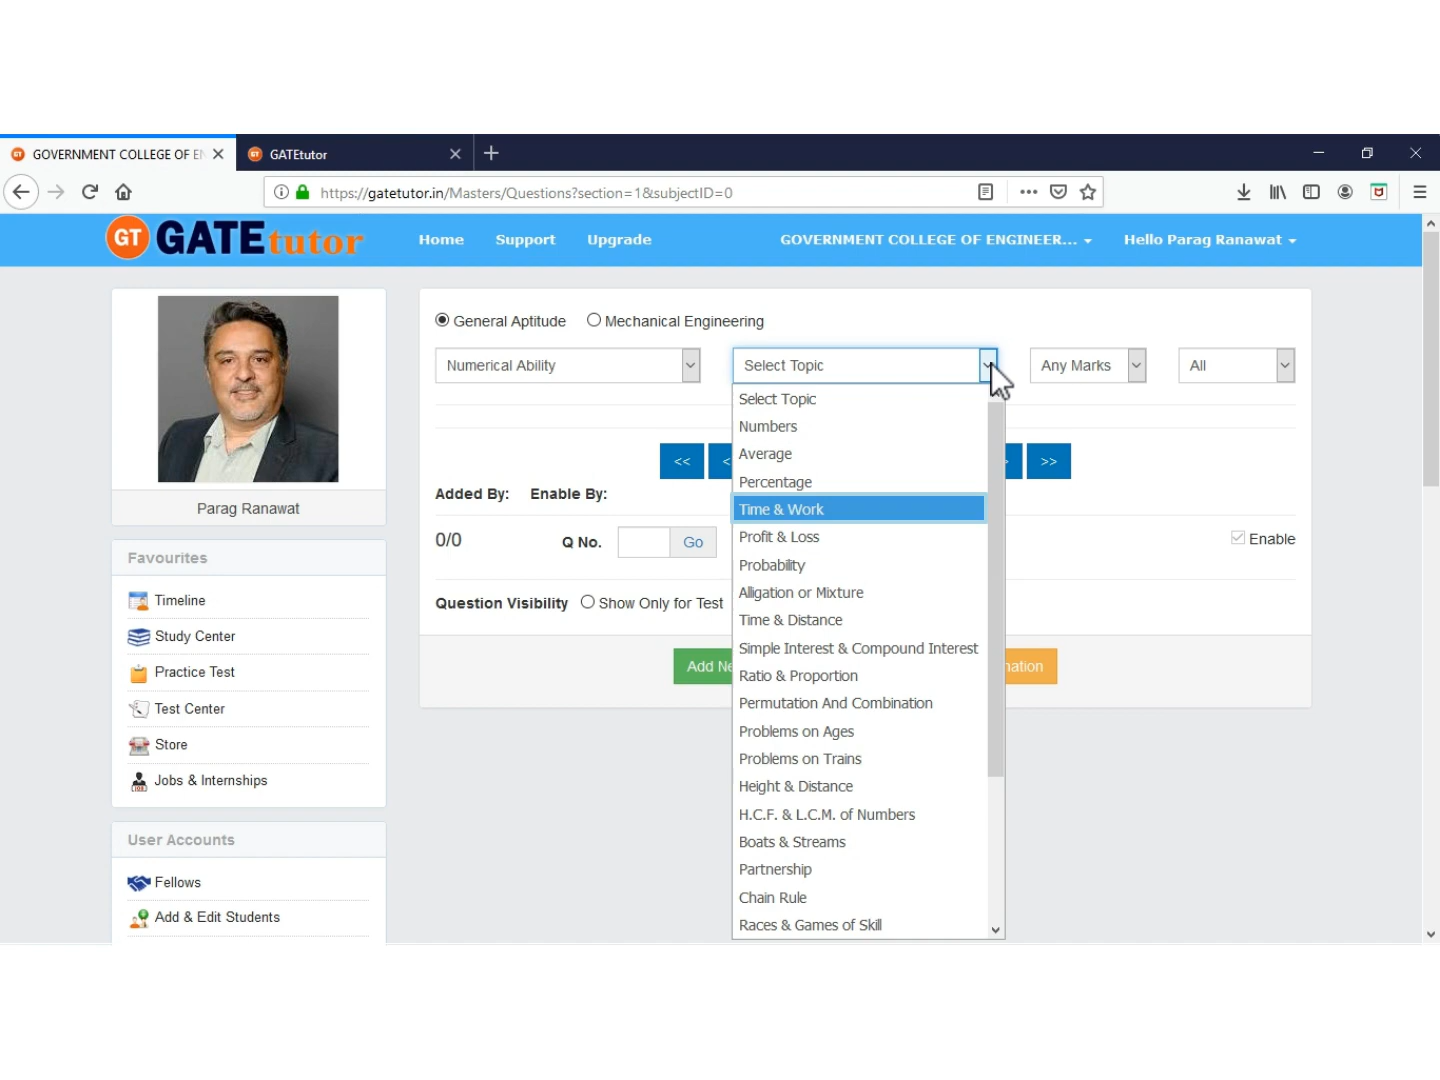 GOVERNMENT COLLEGE OF EN
GATEtutor
https://gatetutor.in/Masters/Questions?section=1&subjectID=0
GT GATEtutor
Home
Support
Upgrade
GOVERNMENT COLLEGE OF ENGINEER...
Hello Parag Ranawat
Parag Ranawat
Favourites
Timeline
Study Center
Practice Test
Test Center
Store
Jobs & Internships
User Accounts
Fellows
Add & Edit Students
General Aptitude
Mechanical Engineering
Numerical Ability
Select Topic
Any Marks
All
<<
<
>
>>
Added By: Enable By:
0/0
Q No.
Go
Enable
Question Visibility
Show Only for Test
Add Ne
nation
Select Topic
Numbers
Average
Percentage
Time & Work
Profit & Loss
Probability
Alligation or Mixture
Time & Distance
Simple Interest & Compound Interest
Ratio & Proportion
Permutation And Combination
Problems on Ages
Problems on Trains
Height & Distance
H.C.F. & L.C.M. of Numbers
Boats & Streams
Partnership
Chain Rule
Races & Games of Skill